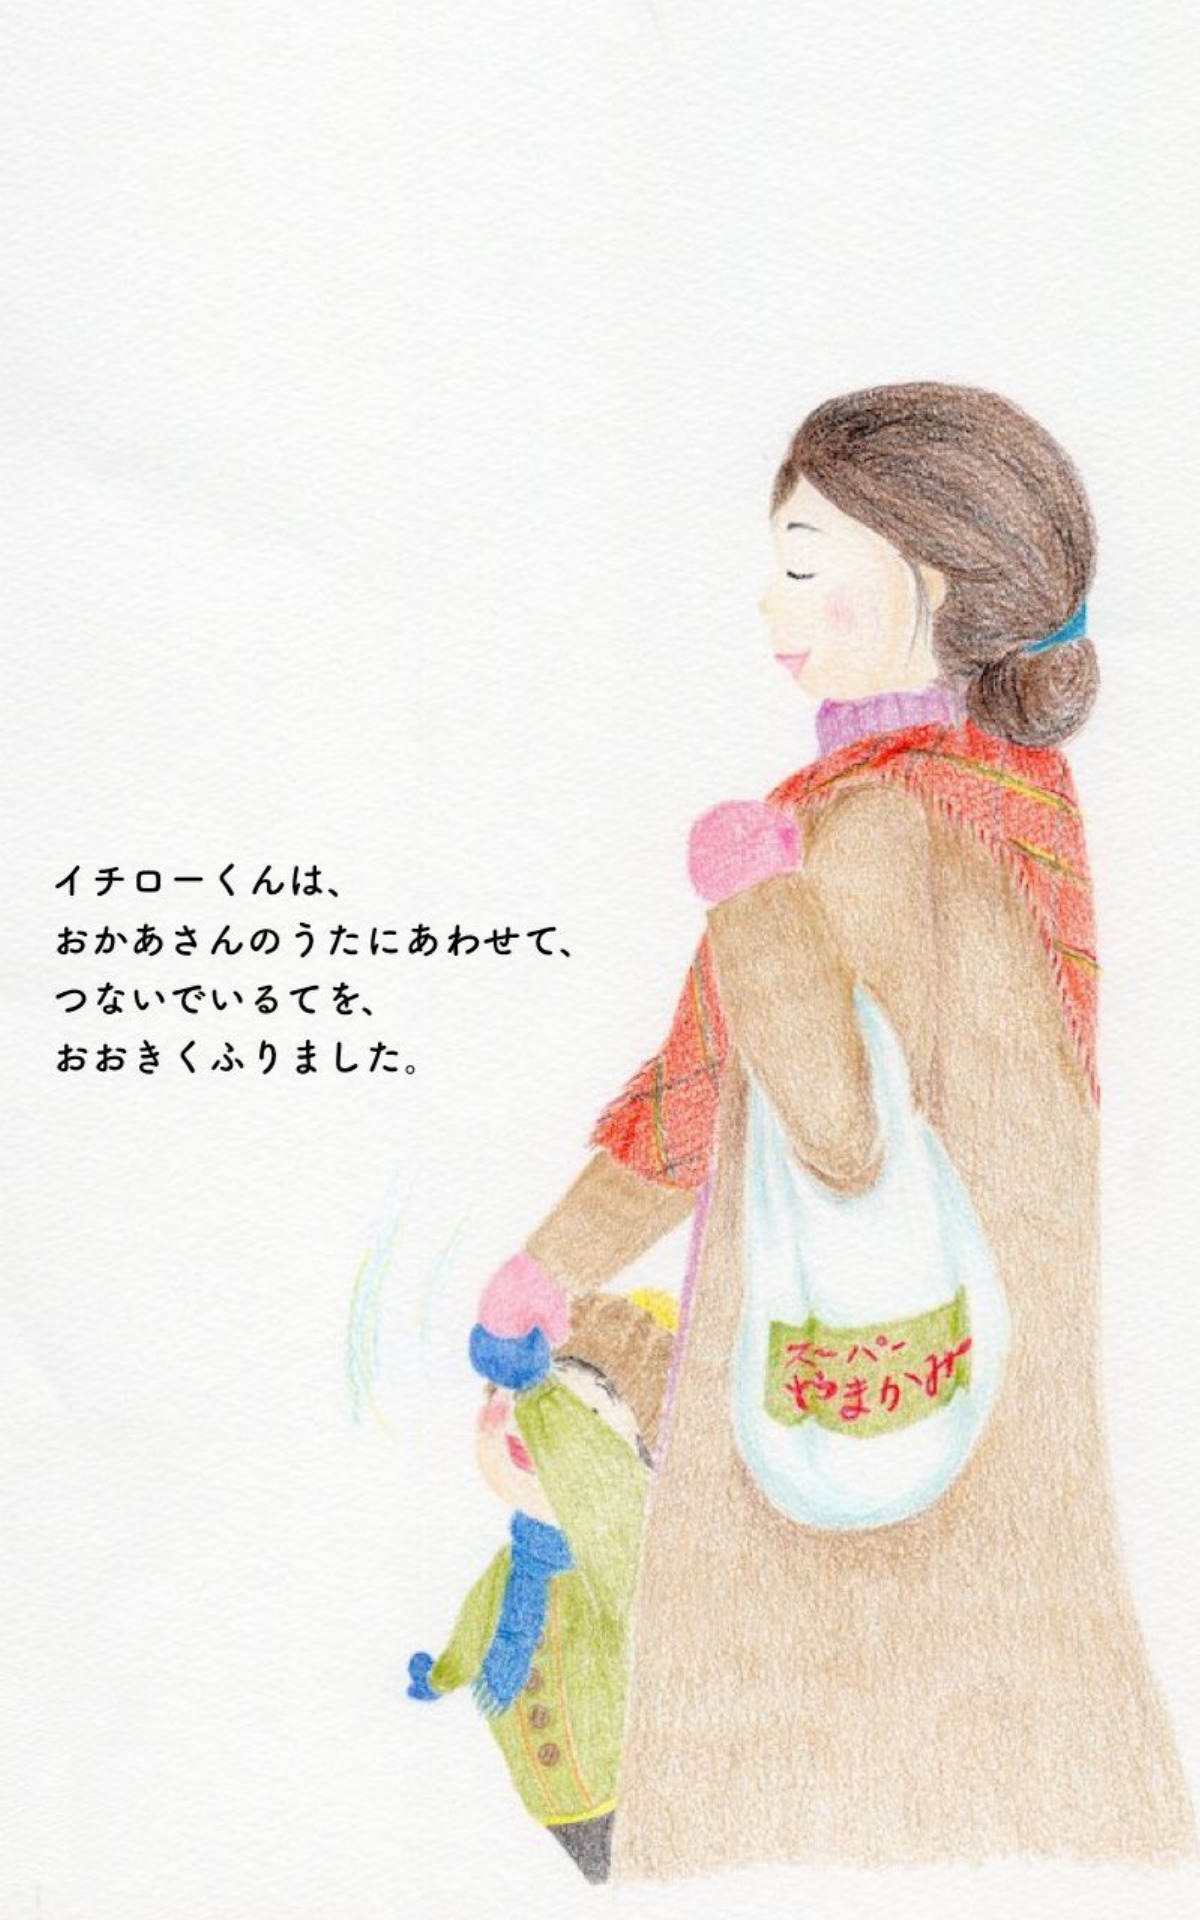 イチローくんは、
おかあさんのうたにあわせて、
つないでいるてを、
おおきくふりました。
スーパー
やまかみ